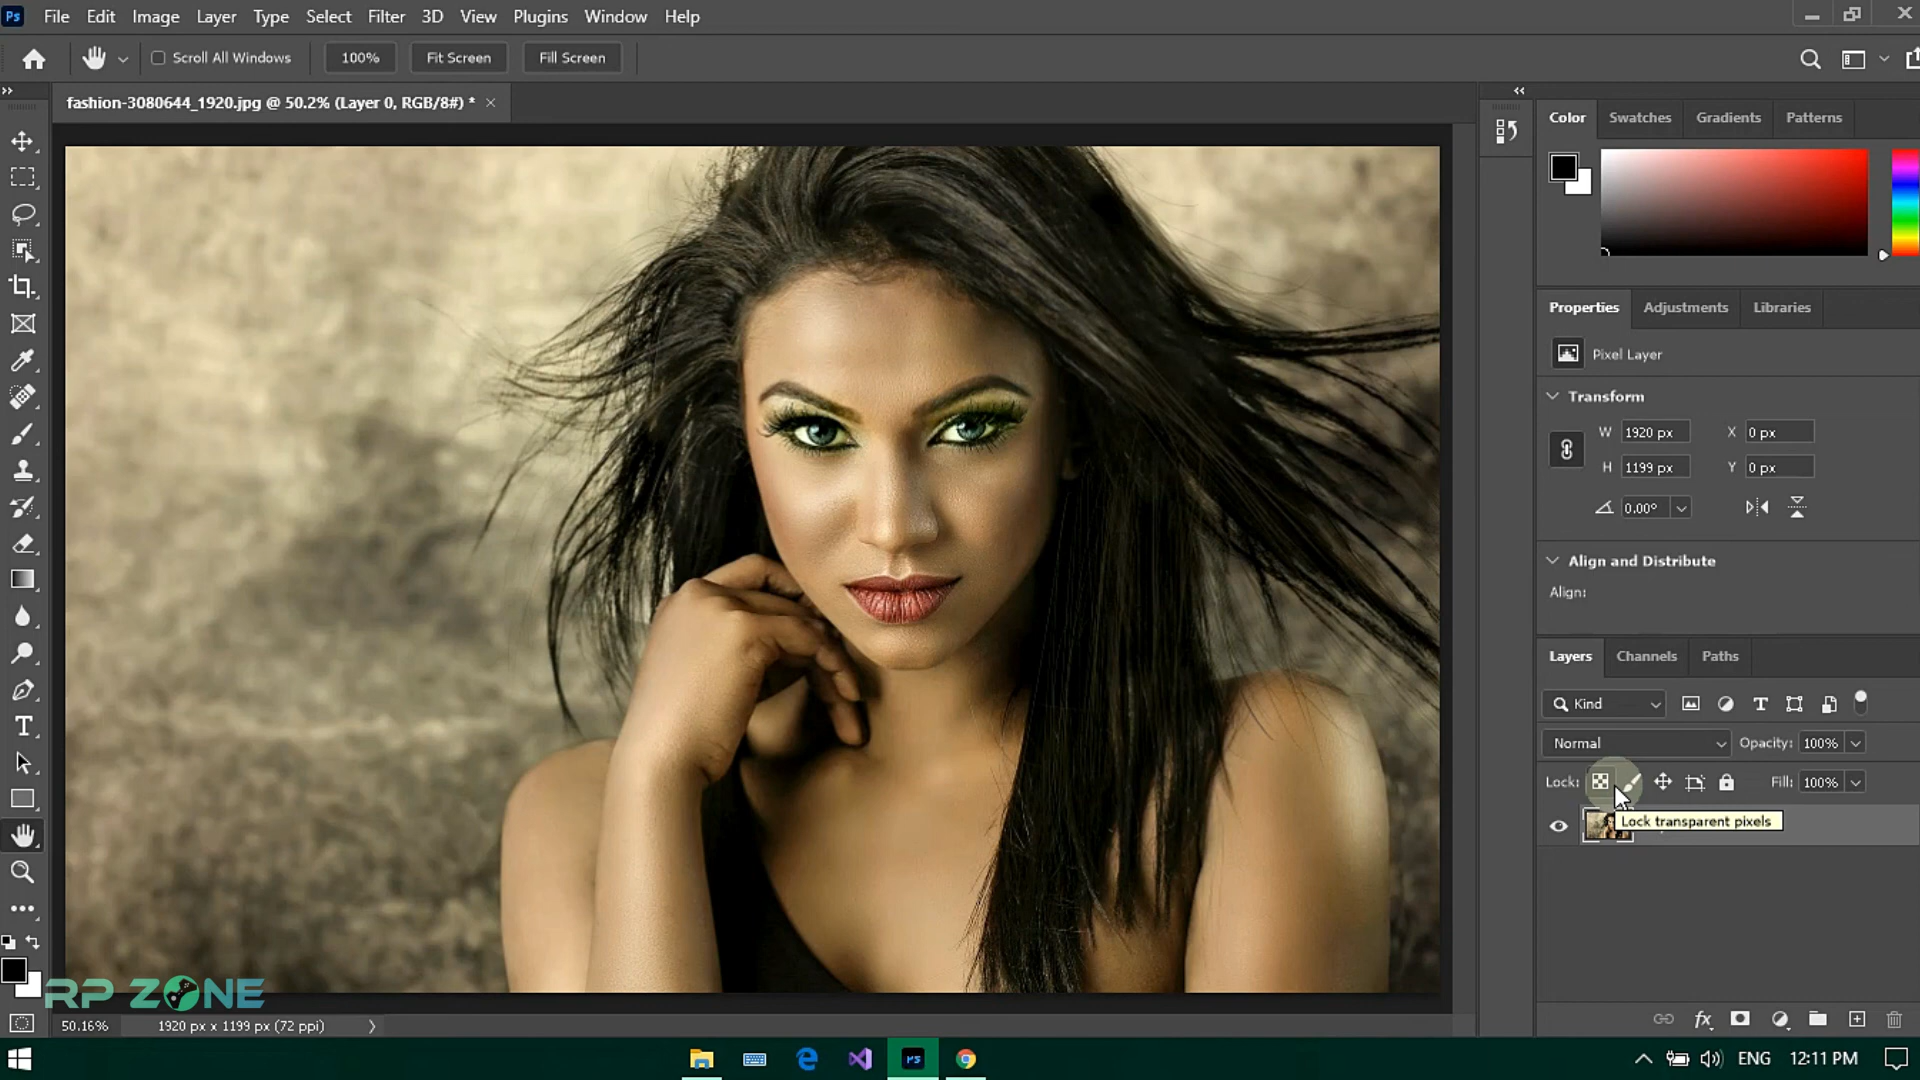 Ps File Edit Image Layer Type Select Filter 3D View Plugins Window Help
Scroll All Windows 100% Fit Screen Fill Screen
fashion-3080644_1920.jpg @ 50.2% (Layer 0, RGB/8#) * ×
Color Swatches Gradients Patterns
Properties Adjustments Libraries
Pixel Layer
Transform
W 1920 px X 0 px
H 1199 px Y 0 px
0.00°
Align and Distribute
Align:
Layers Channels Paths
Kind
Normal Opacity: 100%
Lock: Fill: 100%
Lock transparent pixels
RP ZONE
50.16% 1920 px x 1199 px (72 ppi)
fx
Ps ENG 12:11 PM